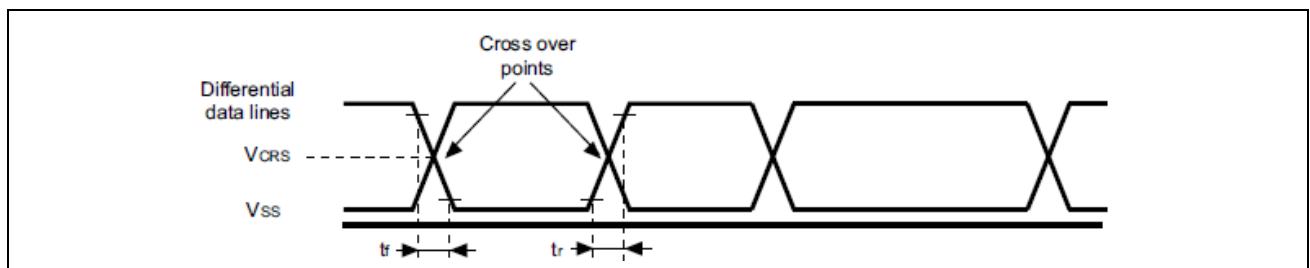 Cross over
points
Differential
data lines
VCRS
VSS
tf
tr